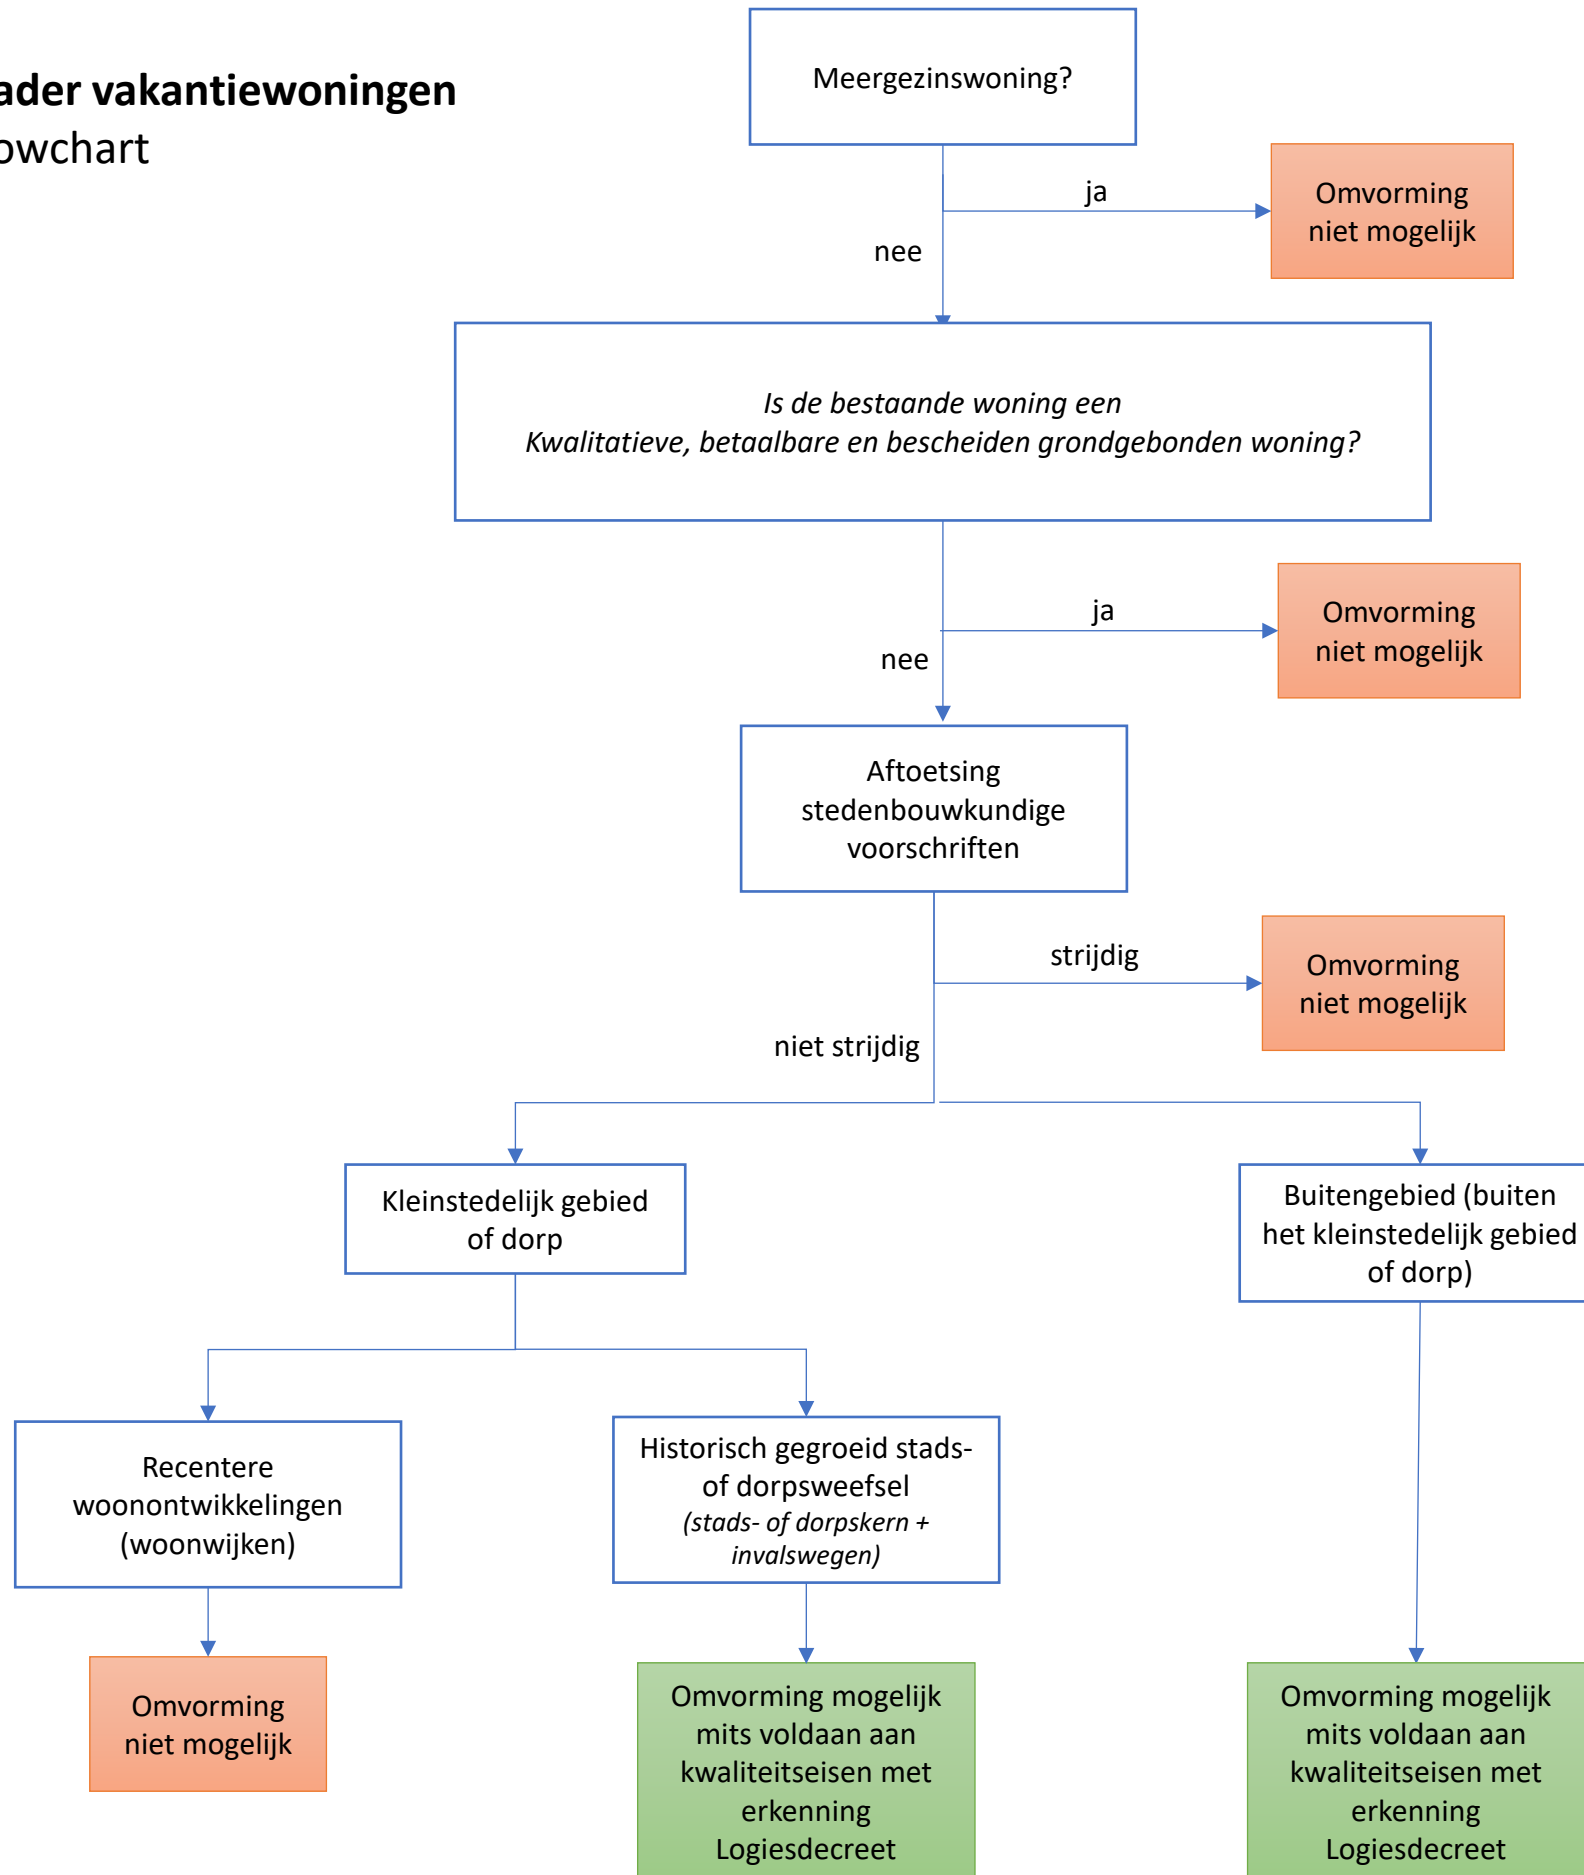 ader vakantiewoningen
owchart
Meergezinswoning?
ja
Omvorming
niet mogelijk
nee
Is de bestaande woning een
Kwalitatieve, betaalbare en bescheiden grondgebonden woning?
ja
Omvorming
niet mogelijk
nee
Aftoetsing
stedenbouwkundige
voorschriften
strijdig
Omvorming
niet mogelijk
niet strijdig
Kleinstedelijk gebied
of dorp
Buitengebied (buiten
het kleinstedelijk gebied
of dorp)
Recentere
woonontwikkelingen
(woonwijken)
Historisch gegroeid stads-
of dorpsweefsel
(stads- of dorpskern +
invalswegen)
Omvorming
niet mogelijk
Omvorming mogelijk
mits voldaan aan
kwaliteitseisen met
erkenning
Logiesdecreet
Omvorming mogelijk
mits voldaan aan
kwaliteitseisen met
erkenning
Logiesdecreet